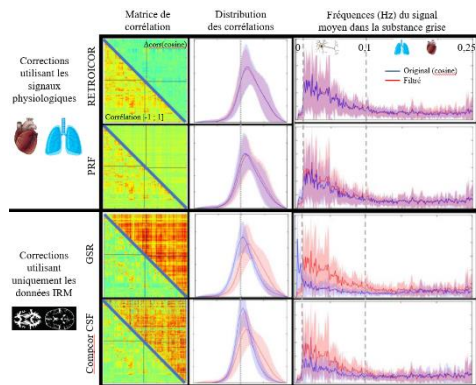 Matrice de
corrélation
Distribution
des corrélations
Fréquences (Hz) du signal
moyen dans la substance grise
Corrections
utilisant les
signaux
physiologiques
RETROICOR
(cosine)
Corrélation [-1 ; 1]
0
0,1
0,25
Original (cosine)
Filtré
PRF
Corrections
utilisant
uniquement les
données IRM
GSR
Compcor CSF